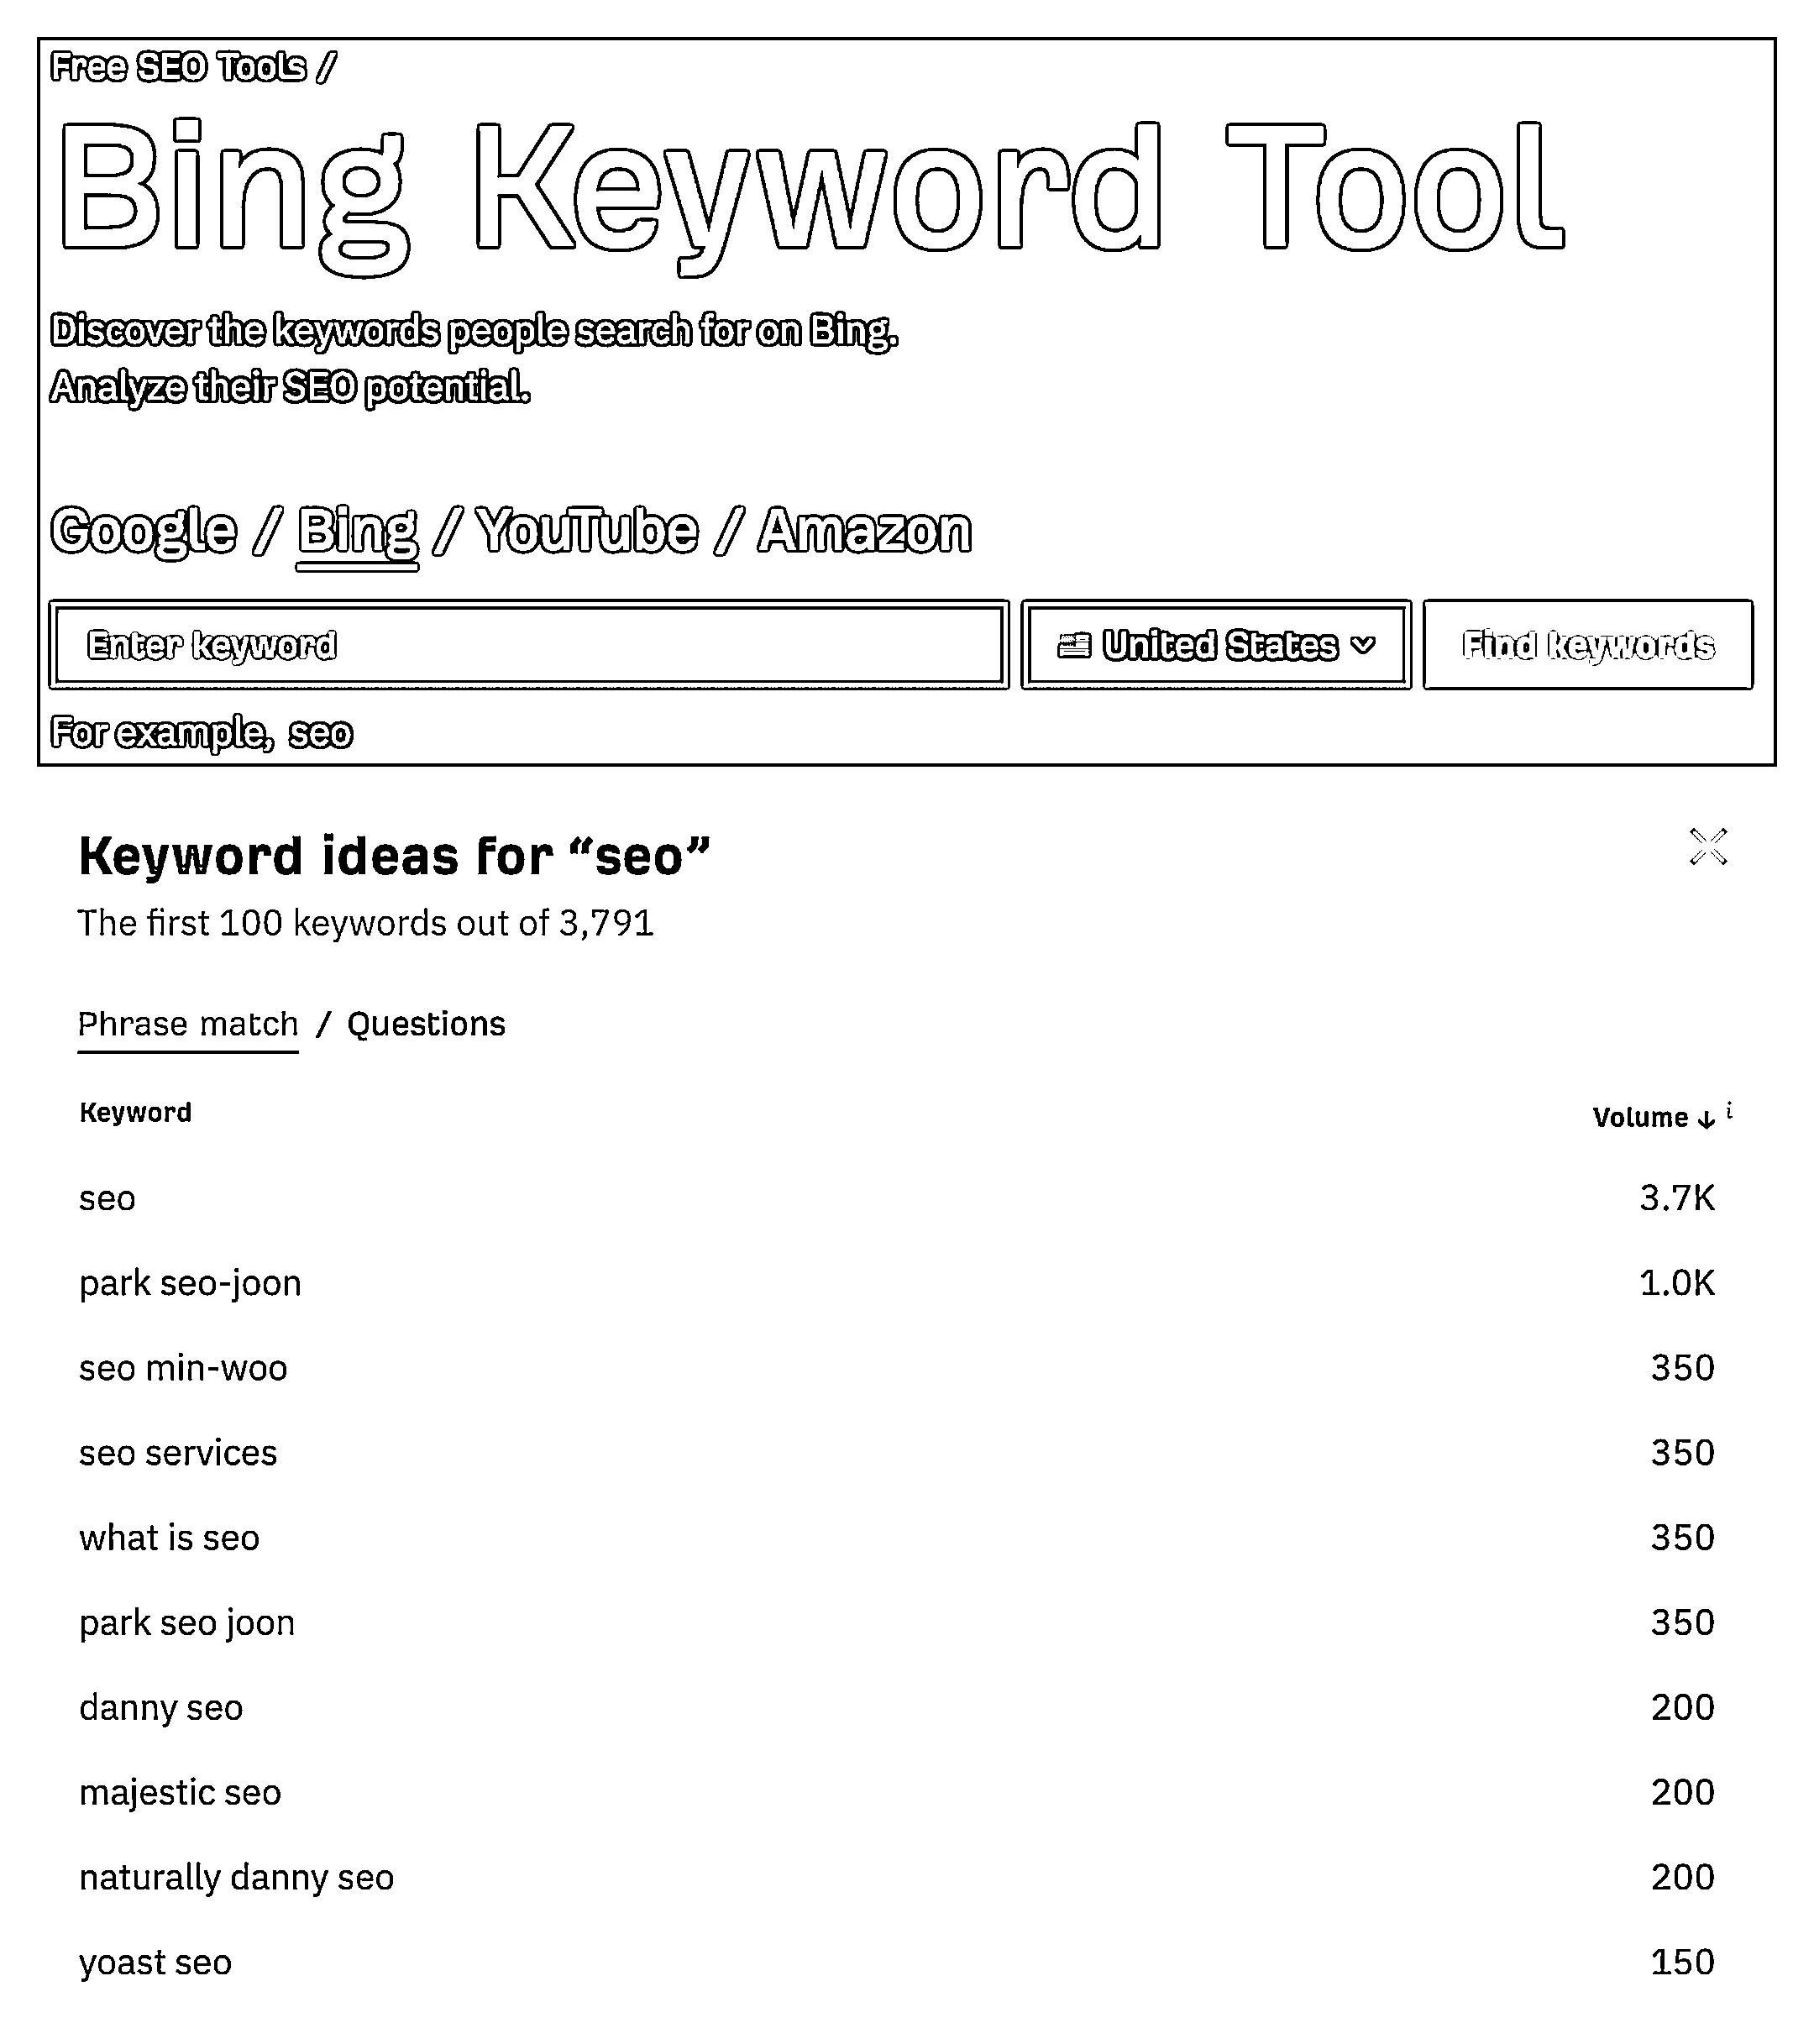 Free SEO Tools /
Bing Keyword Tool
Discover the keywords people search for on Bing.
Analyze their SEO potential.
Google / Bing / YouTube / Amazon
Enter keyword United States Find keywords
For example, seo
Keyword ideas for “seo”
The first 100 keywords out of 3,791
Phrase match / Questions
Keyword Volume ↓ i
seo 3.7K
park seo-joon 1.0K
seo min-woo 350
seo services 350
what is seo 350
park seo joon 350
danny seo 200
majestic seo 200
naturally danny seo 200
yoast seo 150